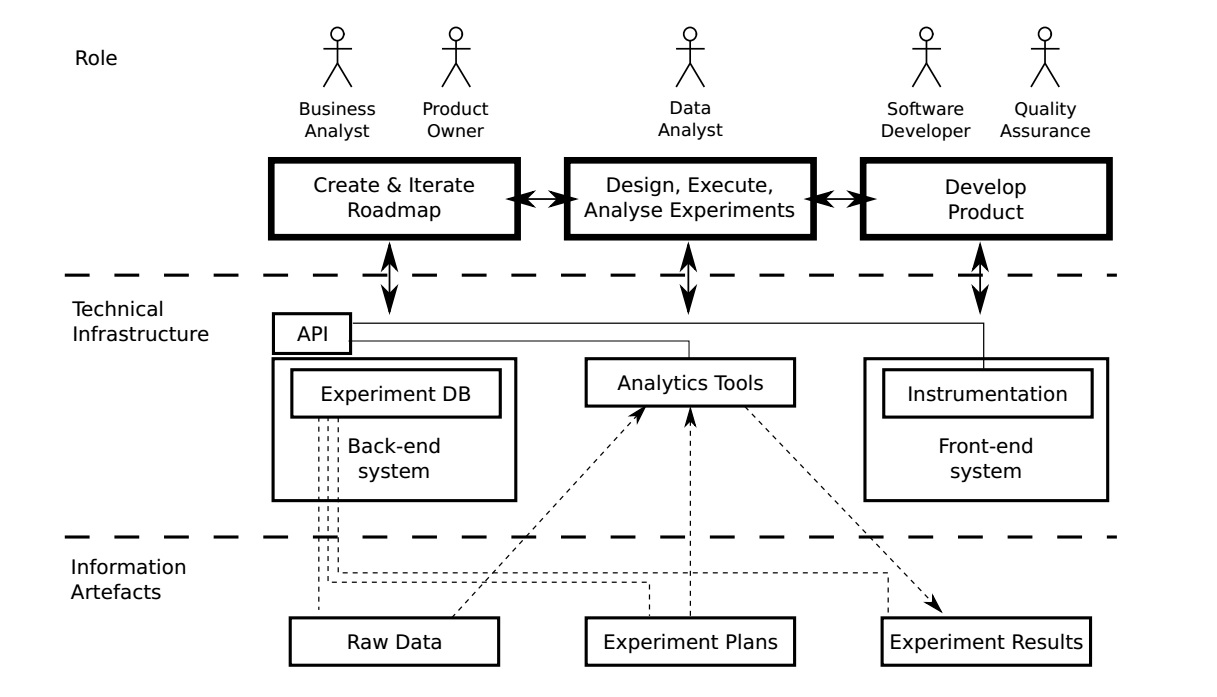 Role
Business
Analyst
Product
Owner
Data
Analyst
Software
Developer
Quality
Assurance
Create & Iterate
Roadmap
Design, Execute,
Analyse Experiments
Develop
Product
Technical
Infrastructure
API
Experiment DB
Back-end
system
Analytics Tools
Instrumentation
Front-end
system
Information
Artefacts
Raw Data
Experiment Plans
Experiment Results